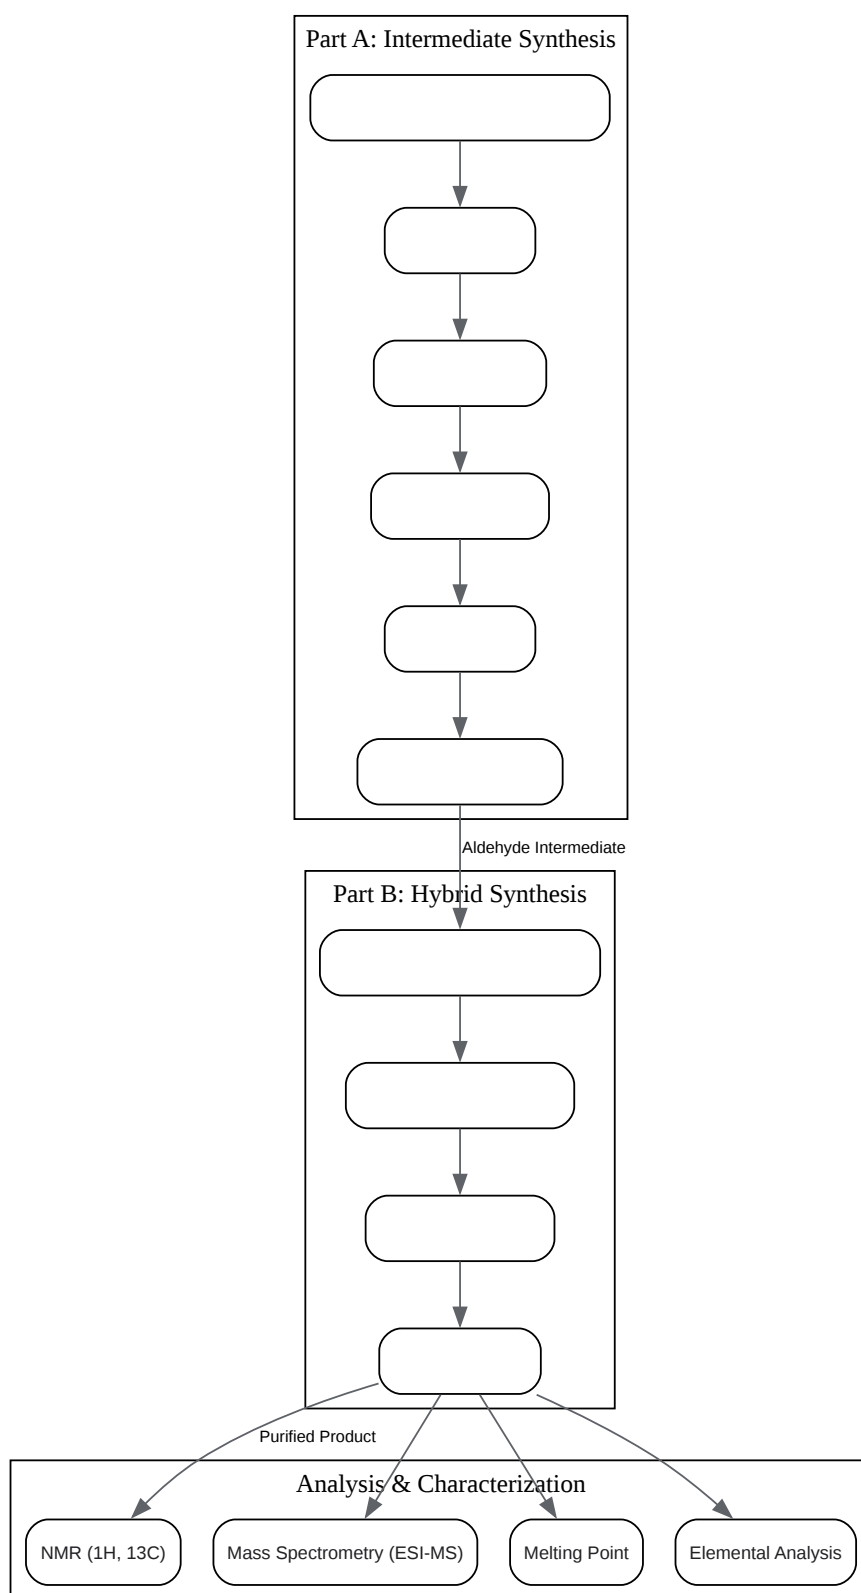 Part A: Intermediate Synthesis
Aldehyde Intermediate
Part B: Hybrid Synthesis
Purified Product
Analysis & Characterization
NMR (1H, 13C)
Mass Spectrometry (ESI-MS)
Melting Point
Elemental Analysis